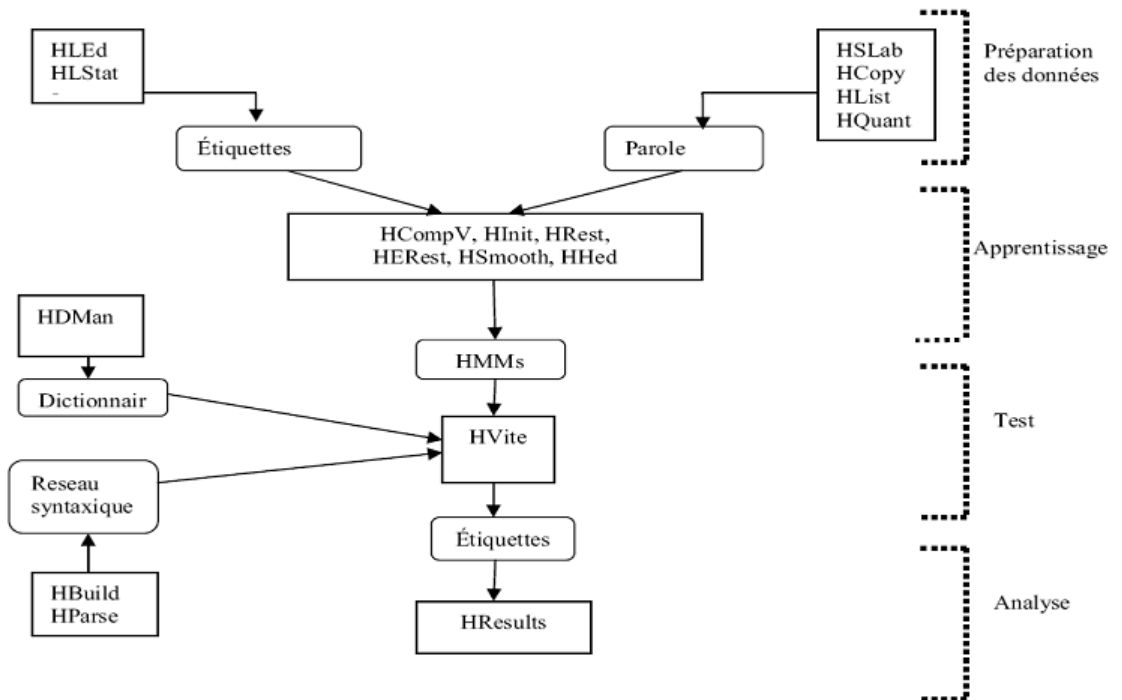 HLEd
HLStat
-
HSLab
HCopy
HList
HQuant
Préparation
des données
Étiquettes
Parole
HCompV, HInit, HRest,
HERest, HSmooth, HHed
Apprentissage
HDMan
HMMs
Dictionnair
HVite
Test
Reseau
syntaxique
Étiquettes
HBuild
HParse
HResults
Analyse